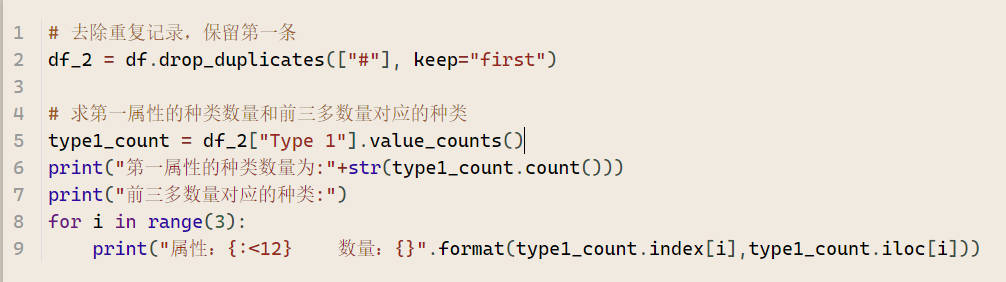 1 # 去除重复记录，保留第一条
2 df_2 = df.drop_duplicates(["#"], keep="first")
3
4 # 求第一属性的种类数量和前三多数量对应的种类
5 type1_count = df_2["Type 1"].value_counts()
6 print("第一属性的种类数量为:"+str(type1_count.count()))
7 print("前三多数量对应的种类:")
8 for i in range(3):
9     print("属性: {:<12}    数量: {}".format(type1_count.index[i],type1_count.iloc[i]))